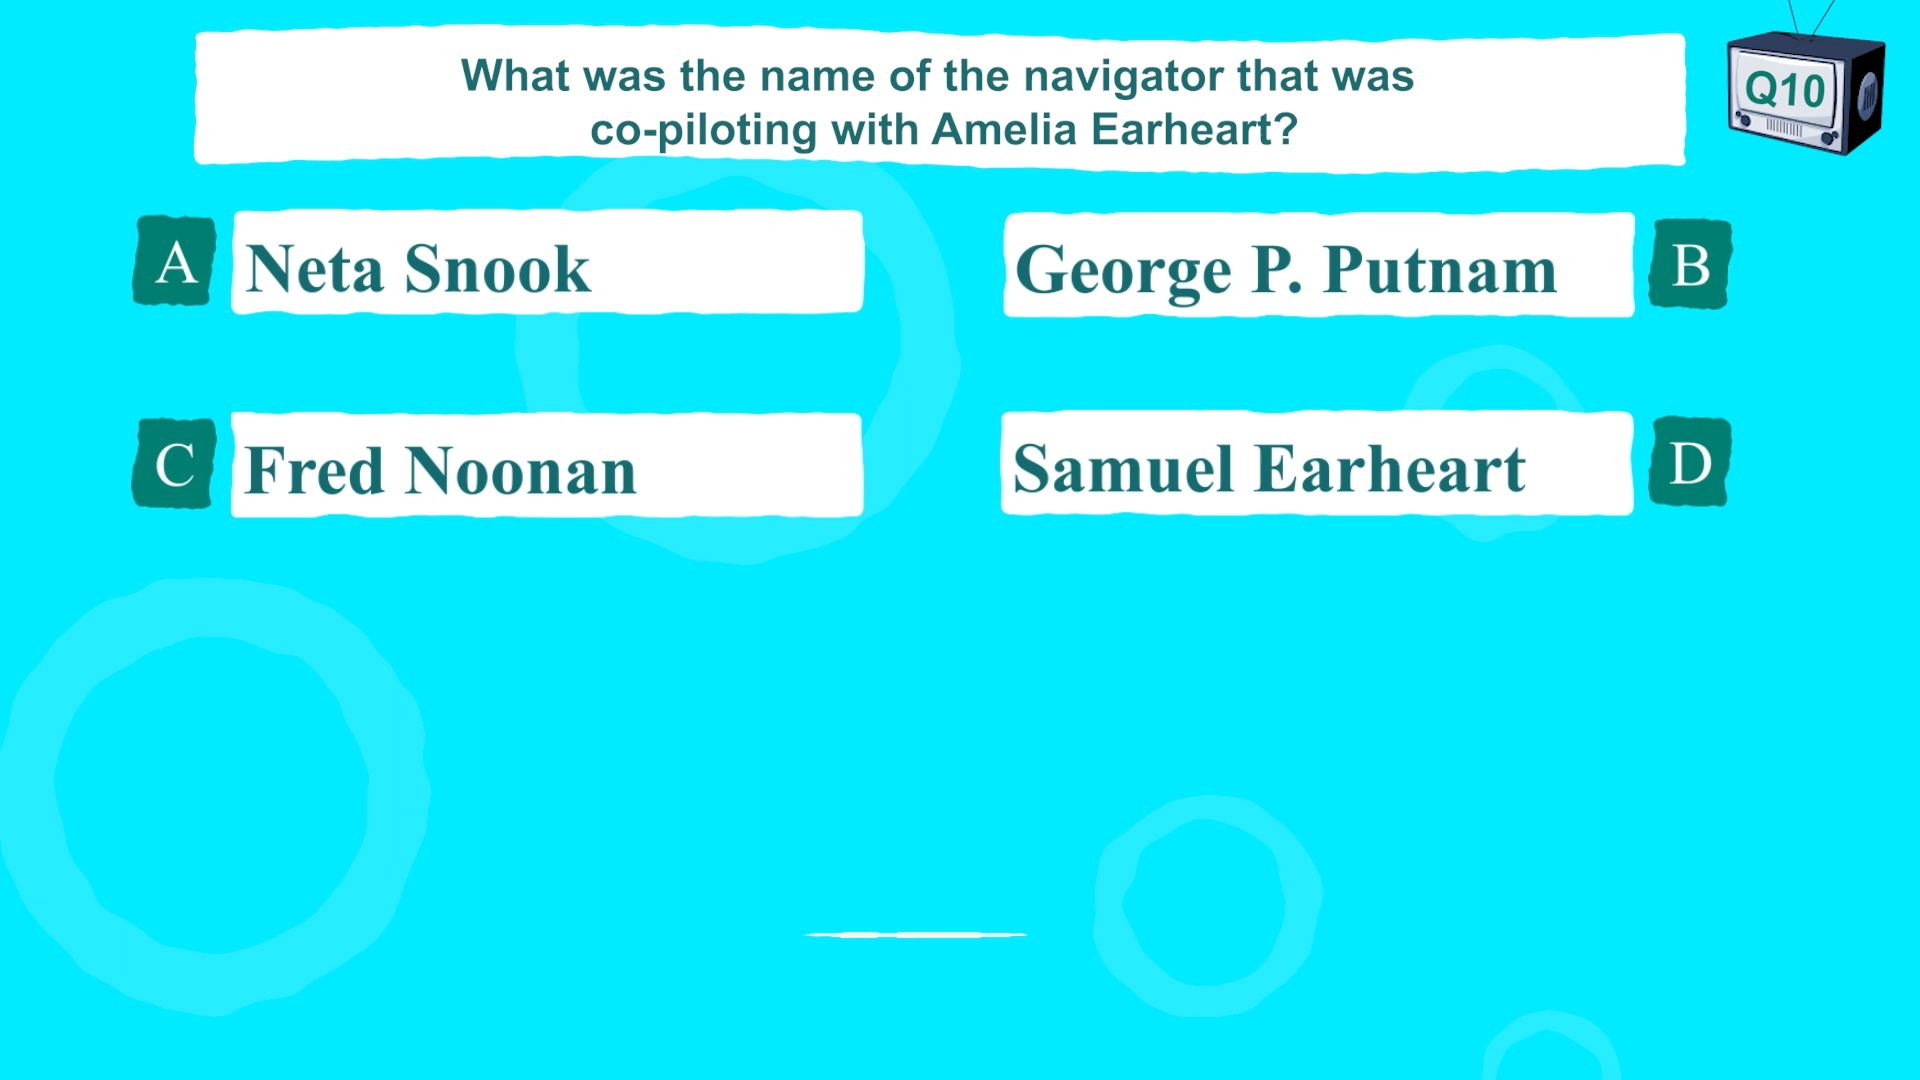 What was the name of the navigator that was
co-piloting with Amelia Earheart?
Q10
A Neta Snook
George P. Putnam B
C Fred Noonan
Samuel Earheart D